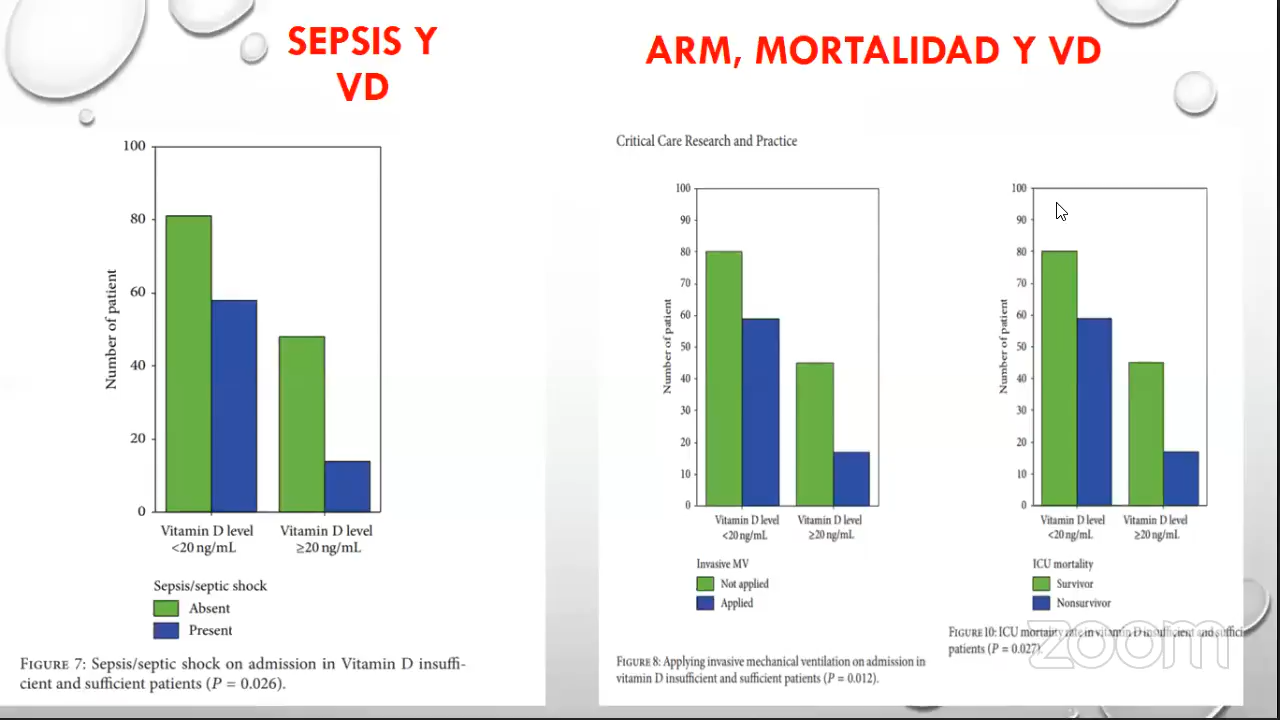 SEPSIS Y
VD
ARM, MORTALIDAD Y VD
100
80
60
40
20
0
Number of patient
Vitamin D level
<20 ng/mL
Vitamin D level
≥20 ng/mL
Sepsis/septic shock
Absent
Present
FIGURE 7: Sepsis/septic shock on admission in Vitamin D insuffi-
cient and sufficient patients (P = 0.026).
Critical Care Research and Practice
100
90
80
70
60
50
40
30
20
10
0
Number of patient
Vitamin D level
<20 ng/mL
Vitamin D level
≥20 ng/mL
Invasive MV
Not applied
Applied
FIGURE 8: Applying invasive mechanical ventilation on admission in
vitamin D insufficient and sufficient patients (P = 0.012).
100
90
80
70
60
50
40
30
20
10
0
Number of patient
Vitamin D level
<20 ng/mL
Vitamin D level
≥20 ng/mL
ICU mortality
Survivor
Nonsurvivor
FIGURE 10: ICU mortality rate in vitamin D insufficient and suffici
patients (P = 0.027).
zoom